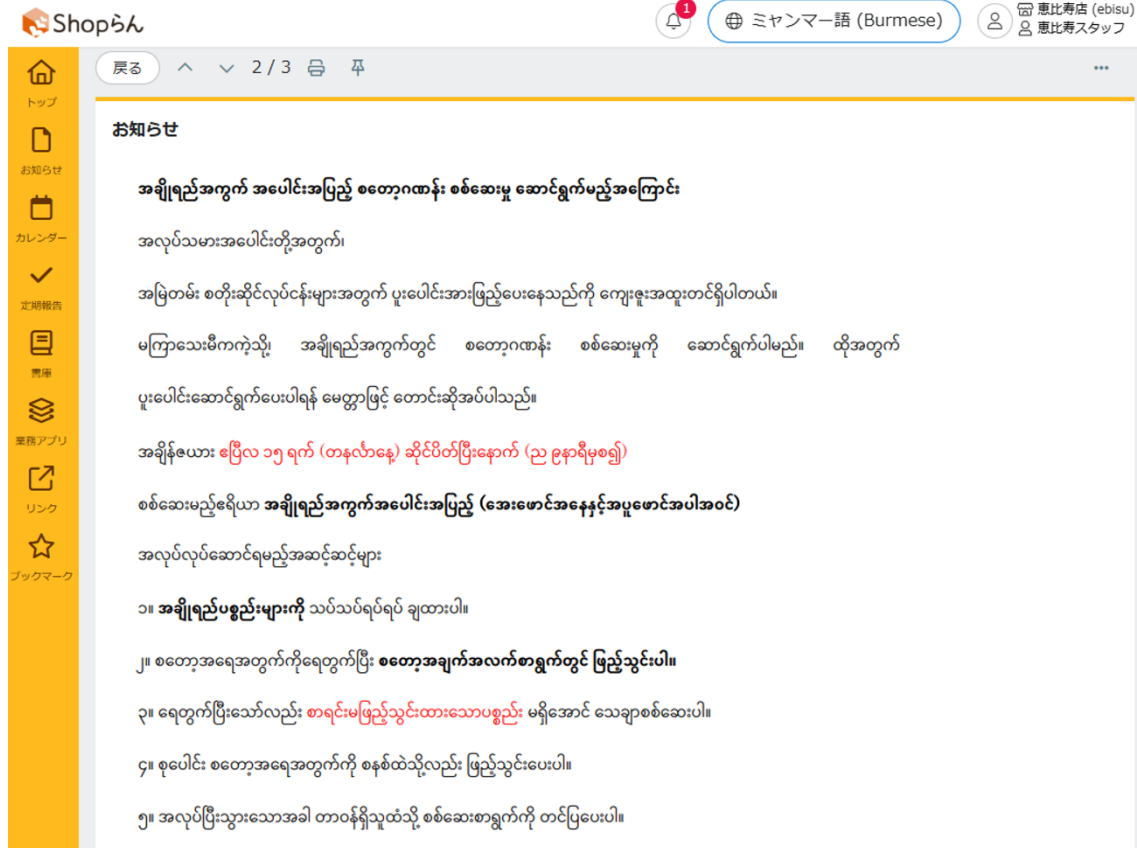 Shopらん
1
ミャンマー語 (Burmese)
恵比寿店 (ebisu)
恵比寿スタッフ
戻る
2 / 3
トップ
お知らせ
カレンダー
定期報告
書庫
業務アプリ
リンク
ブックマーク
お知らせ
အချိုရည်အကွက် အပေါင်းအပြည့် စတော့ဂဏန်း စစ်ဆေးမှု ဆောင်ရွက်မည့်အကြောင်း
အလုပ်သမားအပေါင်းတို့အတွက်၊
အမြဲတမ်း စတိုးဆိုင်လုပ်ငန်းများအတွက် ပူးပေါင်းအားဖြည့်ပေးနေသည်ကို ကျေးဇူးအထူးတင်ရှိပါတယ်။
မကြာသေးမီကကဲ့သို့၊ အချိုရည်အကွက်တွင် စတော့ဂဏန်း စစ်ဆေးမှုကို ဆောင်ရွက်ပါမည်။ ထိုအတွက်
ပူးပေါင်းဆောင်ရွက်ပေးပါရန် မေတ္တာဖြင့် တောင်းဆိုအပ်ပါသည်။
အချိန်ဇယား ဧပြီလ ၁၅ ရက် (တနင်္လာနေ့) ဆိုင်ပိတ်ပြီးနောက် (ည ၉နာရီမှစ၍)
စစ်ဆေးမည့်ဧရိယာ အချိုရည်အကွက်အပေါင်းအပြည့် (အေးဖောင်အနေနှင့်အပူဖောင်အပါအဝင်)
အလုပ်လုပ်ဆောင်ရမည့်အဆင့်ဆင့်များ
၁။ အချိုရည်ပစ္စည်းများကို သပ်သပ်ရပ်ရပ် ချထားပါ။
၂။ စတော့အရေအတွက်ကိုရေတွက်ပြီး စတော့အချက်အလက်စာရွက်တွင် ဖြည့်သွင်းပါ။
၃။ ရေတွက်ပြီးသော်လည်း စာရင်းမဖြည့်သွင်းထားသောပစ္စည်း မရှိအောင် သေချာစစ်ဆေးပါ။
၄။ စုပေါင်း စတော့အရေအတွက်ကို စနစ်ထဲသို့လည်း ဖြည့်သွင်းပေးပါ။
၅။ အလုပ်ပြီးသွားသောအခါ တာဝန်ရှိသူထံသို့ စစ်ဆေးစာရွက်ကို တင်ပြပေးပါ။